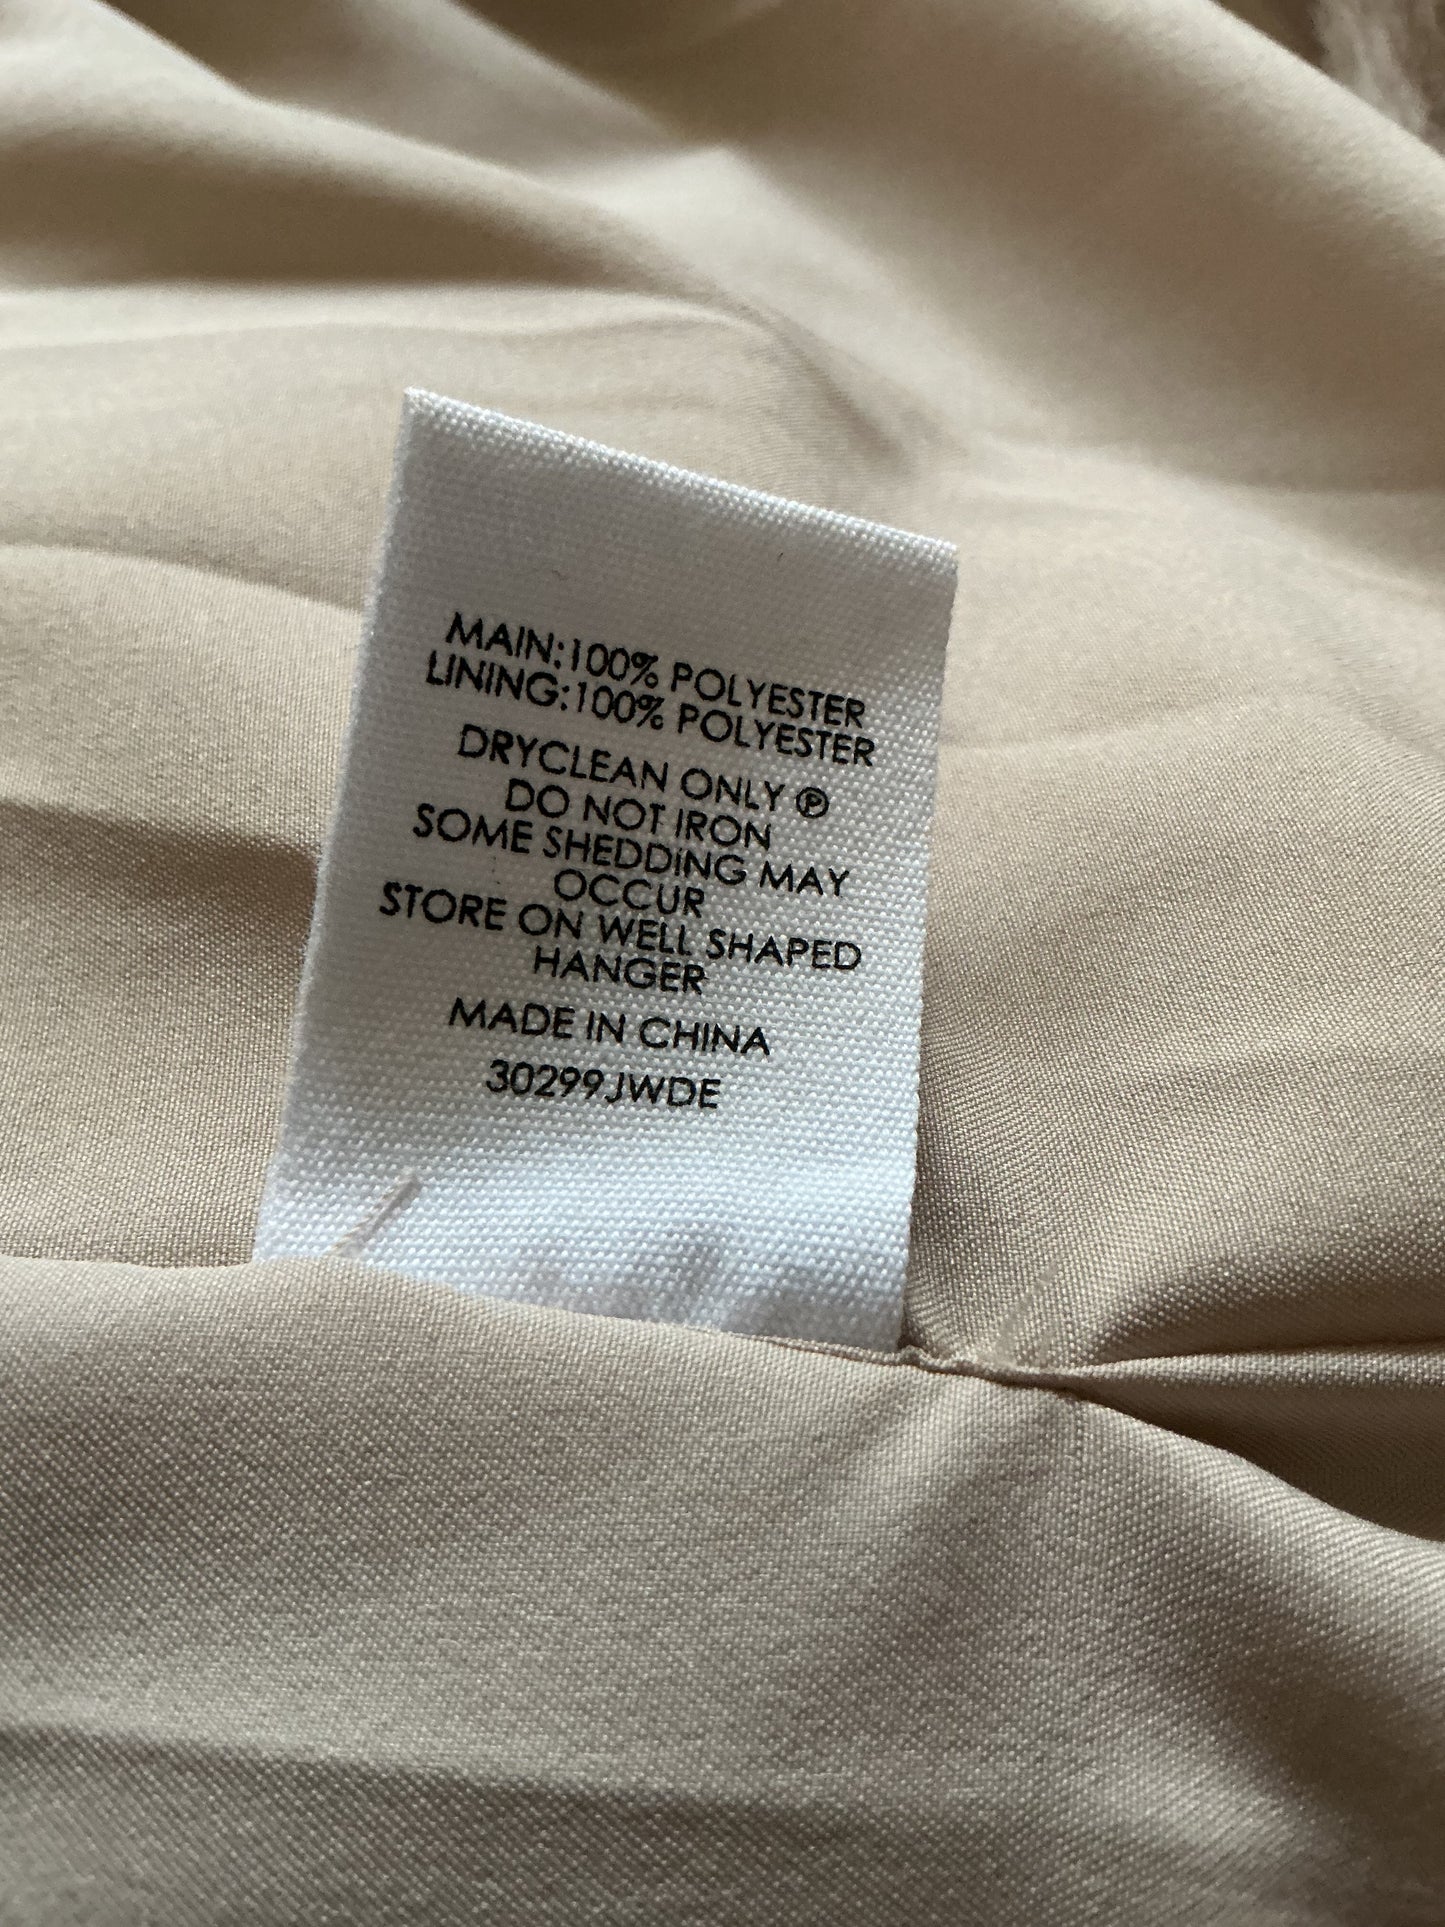 MAIN:100% POLYESTER
LINING:100% POLYESTER
DRYCLEAN ONLY Ⓟ
DO NOT IRON
SOME SHEDDING MAY
OCCUR
STORE ON WELL SHAPED
HANGER
MADE IN CHINA
30299JWDE